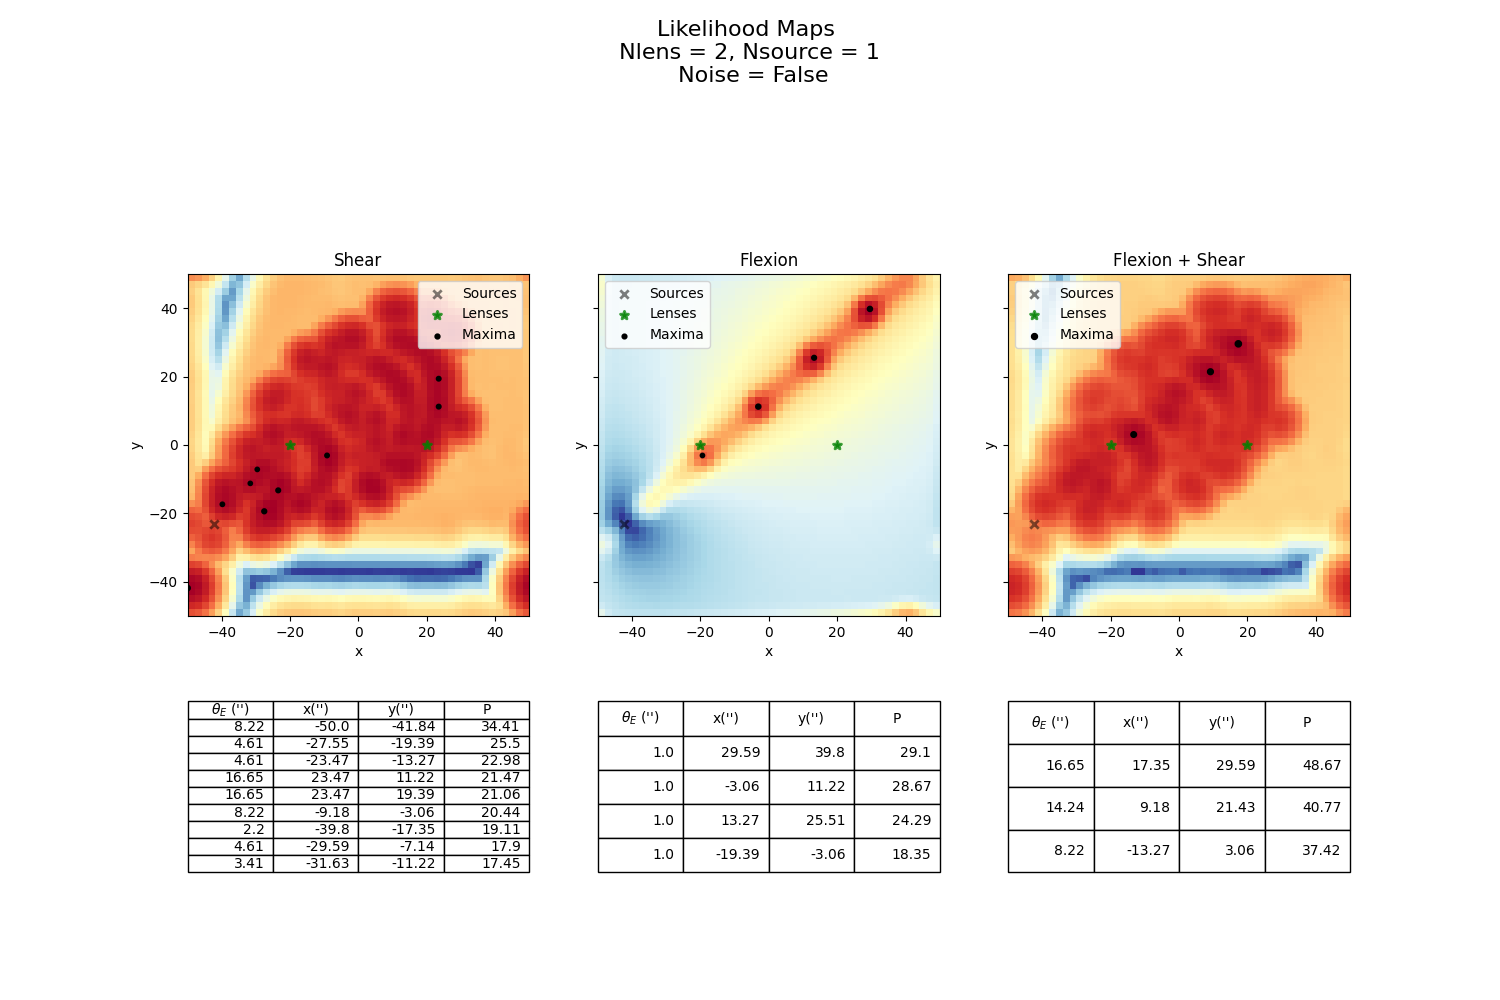 Likelihood Maps
Nlens = 2, Nsource = 1
Noise = False
Shear
Sources
Lenses
Maxima
40
20
0
−20
−40
y
−40 −20 0 20 40
x
Flexion
Sources
Lenses
Maxima
y
−40 −20 0 20 40
x
Flexion + Shear
Sources
Lenses
Maxima
y
−40 −20 0 20 40
x
θE ('') x('') y('') P
8.22 -50.0 -41.84 34.41
4.61 -27.55 -19.39 25.5
4.61 -23.47 -13.27 22.98
16.65 23.47 11.22 21.47
16.65 23.47 19.39 21.06
8.22 -9.18 -3.06 20.44
2.2 -39.8 -17.35 19.11
4.61 -29.59 -7.14 17.9
3.41 -31.63 -11.22 17.45
θE ('') x('') y('') P
1.0 29.59 39.8 29.1
1.0 -3.06 11.22 28.67
1.0 13.27 25.51 24.29
1.0 -19.39 -3.06 18.35
θE ('') x('') y('') P
16.65 17.35 29.59 48.67
14.24 9.18 21.43 40.77
8.22 -13.27 3.06 37.42